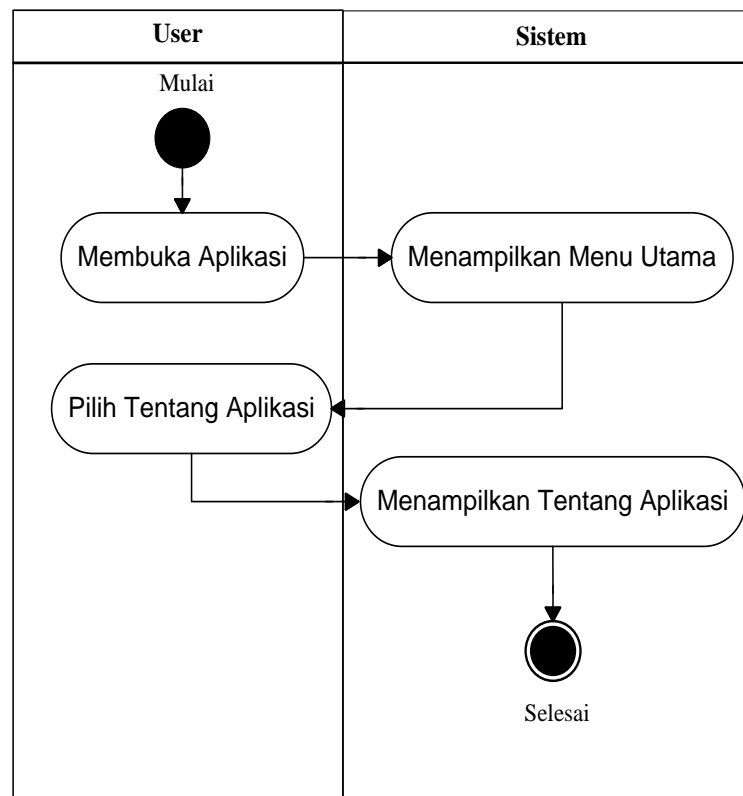 User
Sistem
Mulai
Membuka Aplikasi
Menampilkan Menu Utama
Pilih Tentang Aplikasi
Menampilkan Tentang Aplikasi
Selesai